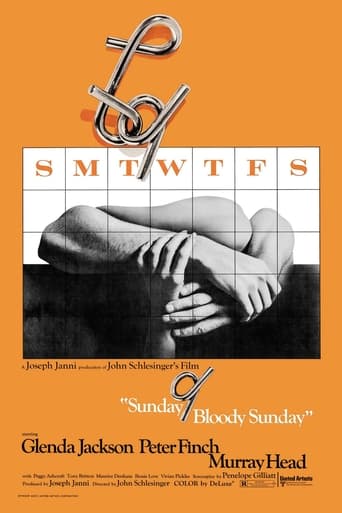 S M T W T F S
A Joseph Janni production of John Schlesinger's Film
"Sunday Bloody Sunday"
starring
Glenda Jackson Peter Finch
Murray Head
with Peggy Ashcroft Tony Britton Maurice Denham Bessie Love Vivian Pickles Screenplay by Penelope Gilliatt
Produced by Joseph Janni Directed by John Schlesinger COLOR by DeLuxe® R United Artists